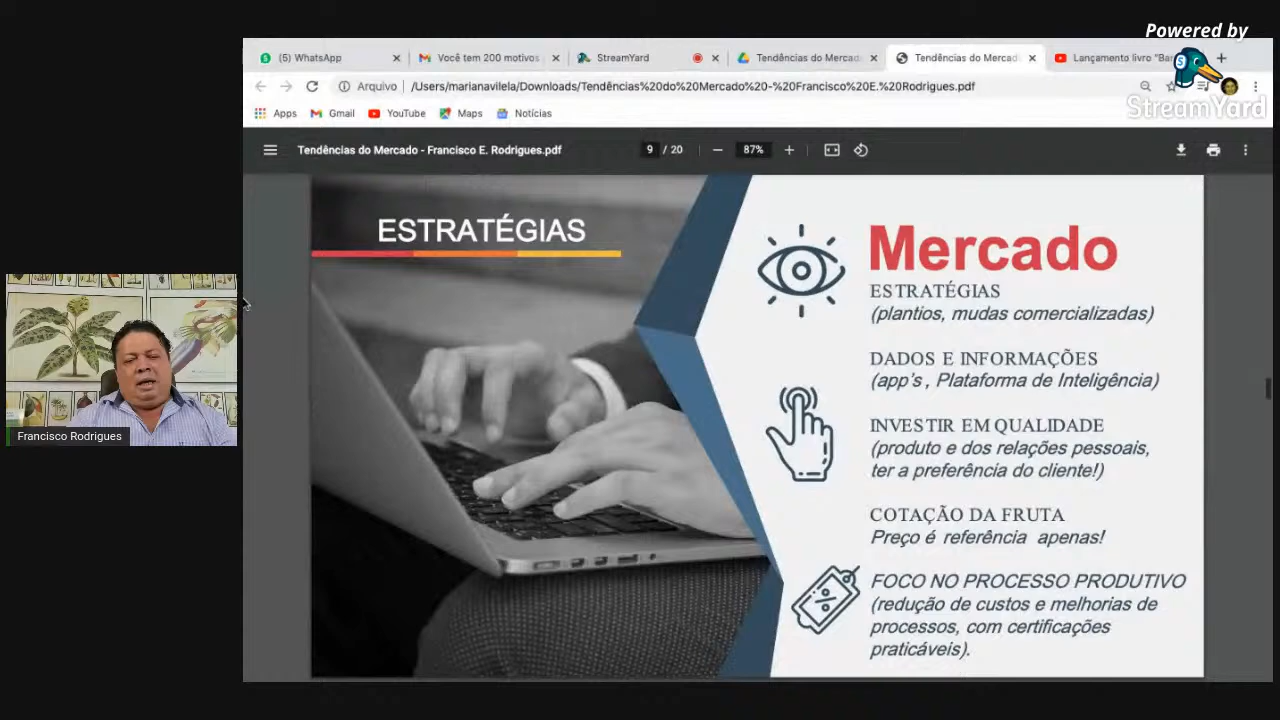 Powered by
StreamYard
(5) WhatsApp
Você tem 200 motivos
StreamYard
Tendências do Mercad
Tendências do Mercad
Lançamento livro "Ba
Arquivo
/Users/marianavilela/Downloads/Tendências%20do%20Mercado%20-%20Francisco%20E.%20Rodrigues.pdf
Apps
Gmail
YouTube
Maps
Notícias
Tendências do Mercado - Francisco E. Rodrigues.pdf
9 / 20
87%
ESTRATÉGIAS
Mercado
ESTRATÉGIAS
(plantios, mudas comercializadas)
DADOS E INFORMAÇÕES
(app's , Plataforma de Inteligência)
INVESTIR EM QUALIDADE
(produto e dos relações pessoais,
ter a preferência do cliente!)
COTAÇÃO DA FRUTA
Preço é referência apenas!
FOCO NO PROCESSO PRODUTIVO
(redução de custos e melhorias de
processos, com certificações
praticáveis).
Francisco Rodrigues